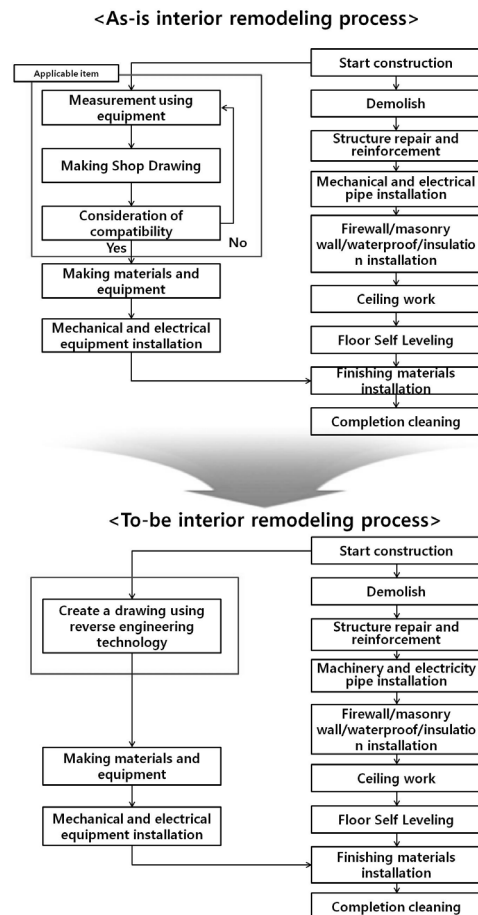 <As-is interior remodeling process>
Applicable item
Measurement using
equipment
Making Shop Drawing
Consideration of
compatibility
Yes
No
Making materials and
equipment
Mechanical and electrical
equipment installation
Start construction
Demolish
Structure repair and
reinforcement
Mechanical and electrical
pipe installation
Firewall/masonry
wall/waterproof/insulatio
n installation
Ceiling work
Floor Self Leveling
Finishing materials
installation
Completion cleaning
<To-be interior remodeling process>
Create a drawing using
reverse engineering
technology
Making materials and
equipment
Mechanical and electrical
equipment installation
Start construction
Demolish
Structure repair and
reinforcement
Machinery and electricity
pipe installation
Firewall/masonry
wall/waterproof/insulatio
n installation
Ceiling work
Floor Self Leveling
Finishing materials
installation
Completion cleaning